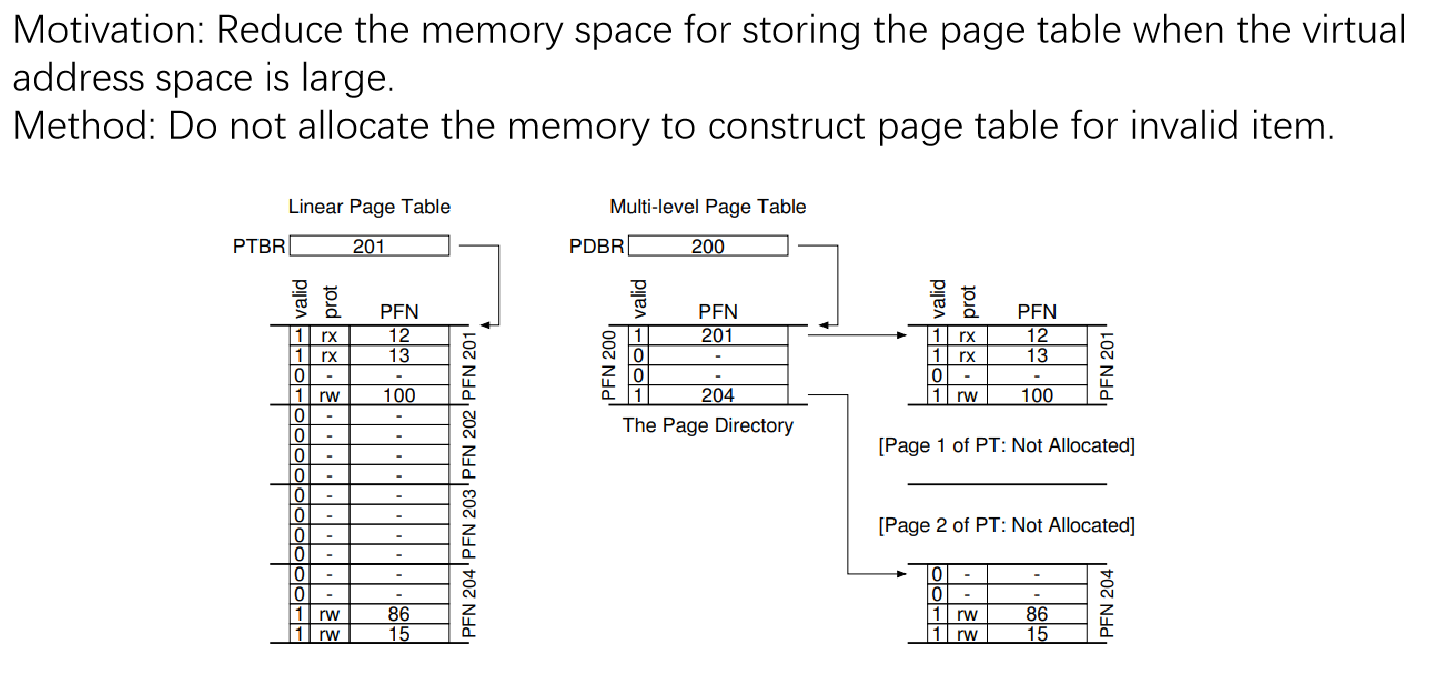 Motivation: Reduce the memory space for storing the page table when the virtual
address space is large.
Method: Do not allocate the memory to construct page table for invalid item.
Linear Page Table
PTBR 201
valid prot PFN
1 rx 12
1 rx 13
0 - -
1 rw 100
PFN 201
0 - -
0 - -
0 - -
0 - -
PFN 202
0 - -
0 - -
0 - -
0 - -
PFN 203
0 - -
0 - -
1 rw 86
1 rw 15
PFN 204
Multi-level Page Table
PDBR 200
valid PFN
PFN 200
1 201
0 -
0 -
1 204
The Page Directory
valid prot PFN
1 rx 12
1 rx 13
0 - -
1 rw 100
PFN 201
[Page 1 of PT: Not Allocated]
[Page 2 of PT: Not Allocated]
0 - -
0 - -
1 rw 86
1 rw 15
PFN 204